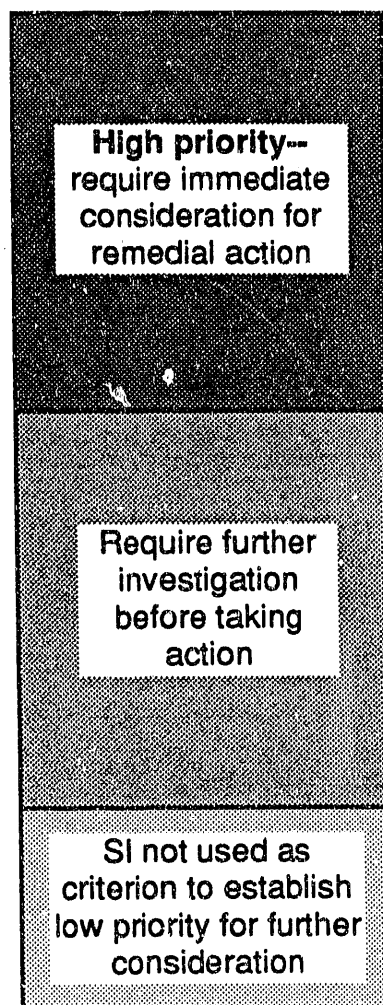 High priority--
require immediate
consideration for
remedial action
Require further
investigation
before taking
action
SI not used as
criterion to establish
low priority for further
consideration